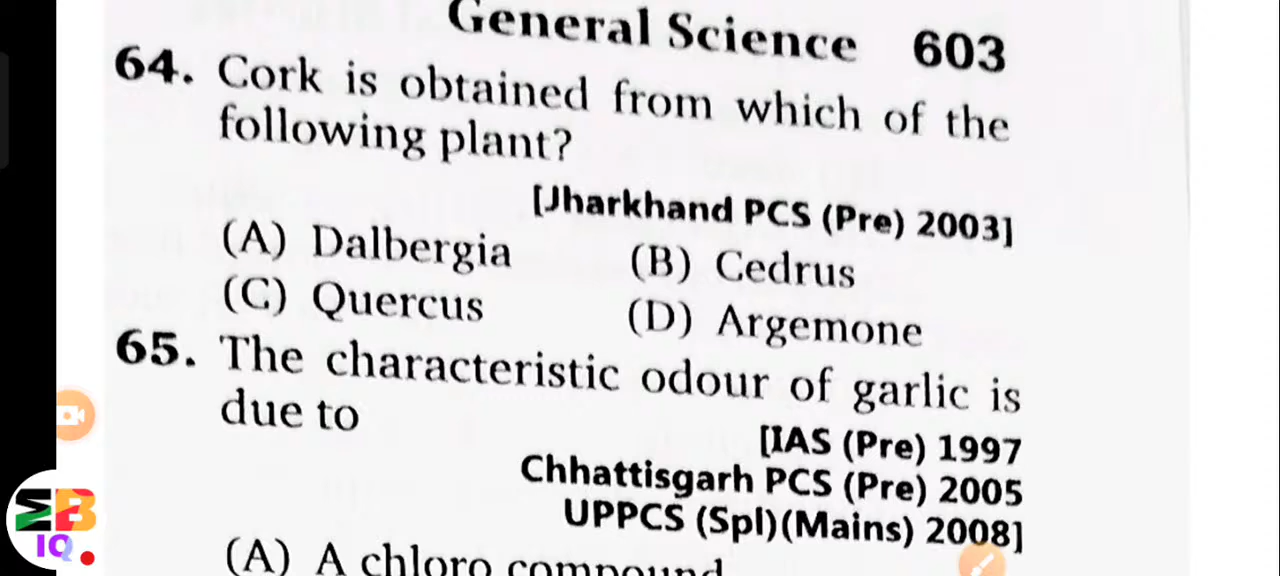 General Science 603
64. Cork is obtained from which of the
following plant?
[Jharkhand PCS (Pre) 2003]
(A) Dalbergia (B) Cedrus
(C) Quercus (D) Argemone
65. The characteristic odour of garlic is
due to
[IAS (Pre) 1997
Chhattisgarh PCS (Pre) 2005
UPPCS (Spl)(Mains) 2008]
(A) A chloro compound
IQ